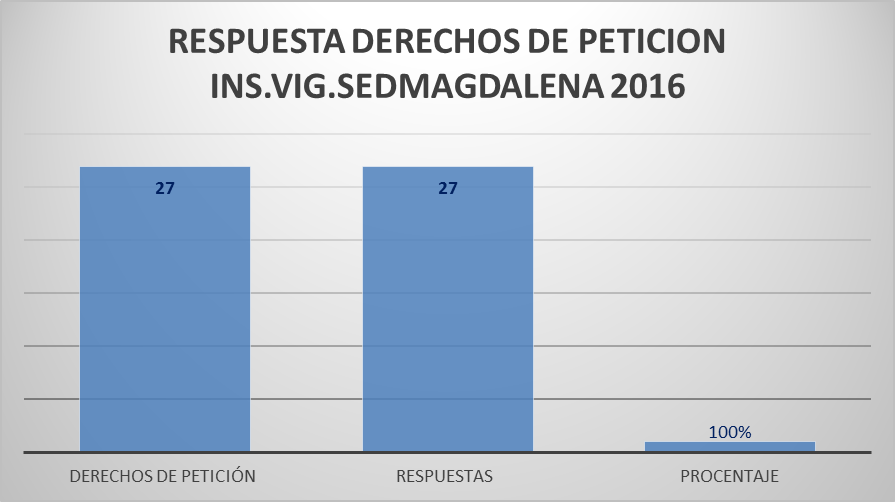 RESPUESTA DERECHOS DE PETICION
INS.VIG.SEDMAGDALENA 2016
27
27
100%
DERECHOS DE PETICIÓN
RESPUESTAS
PROCENTAJE